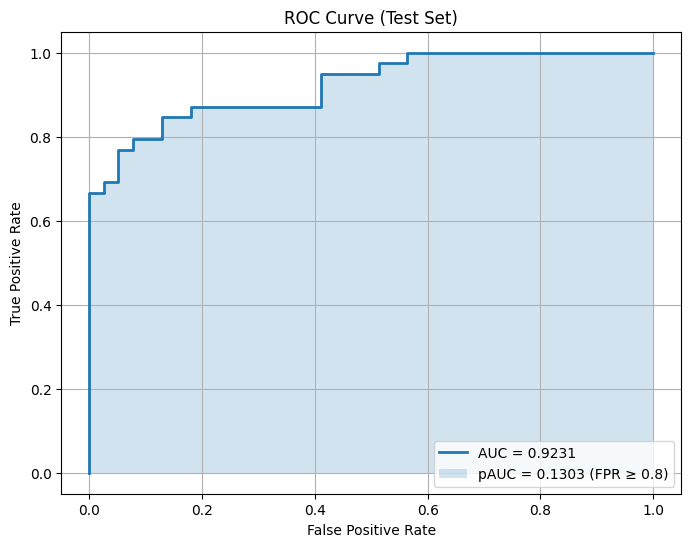 ROC Curve (Test Set)
True Positive Rate
1.0
0.8
0.6
0.4
0.2
0.0
AUC = 0.9231
pAUC = 0.1303 (FPR ≥ 0.8)
0.0 0.2 0.4 0.6 0.8 1.0
False Positive Rate